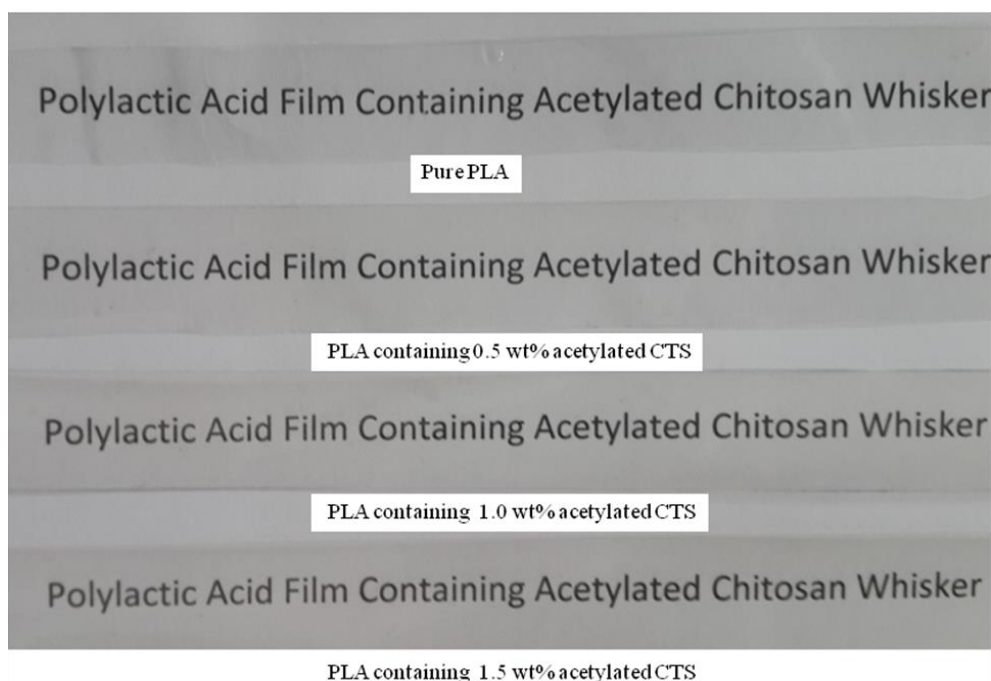 Polylactic Acid Film Containing Acetylated Chitosan Whisker
Pure PLA
Polylactic Acid Film Containing Acetylated Chitosan Whisker
PLA containing 0.5 wt% acetylated CTS
Polylactic Acid Film Containing Acetylated Chitosan Whisker
PLA containing 1.0 wt% acetylated CTS
Polylactic Acid Film Containing Acetylated Chitosan Whisker
PLA containing 1.5 wt% acetylated CTS